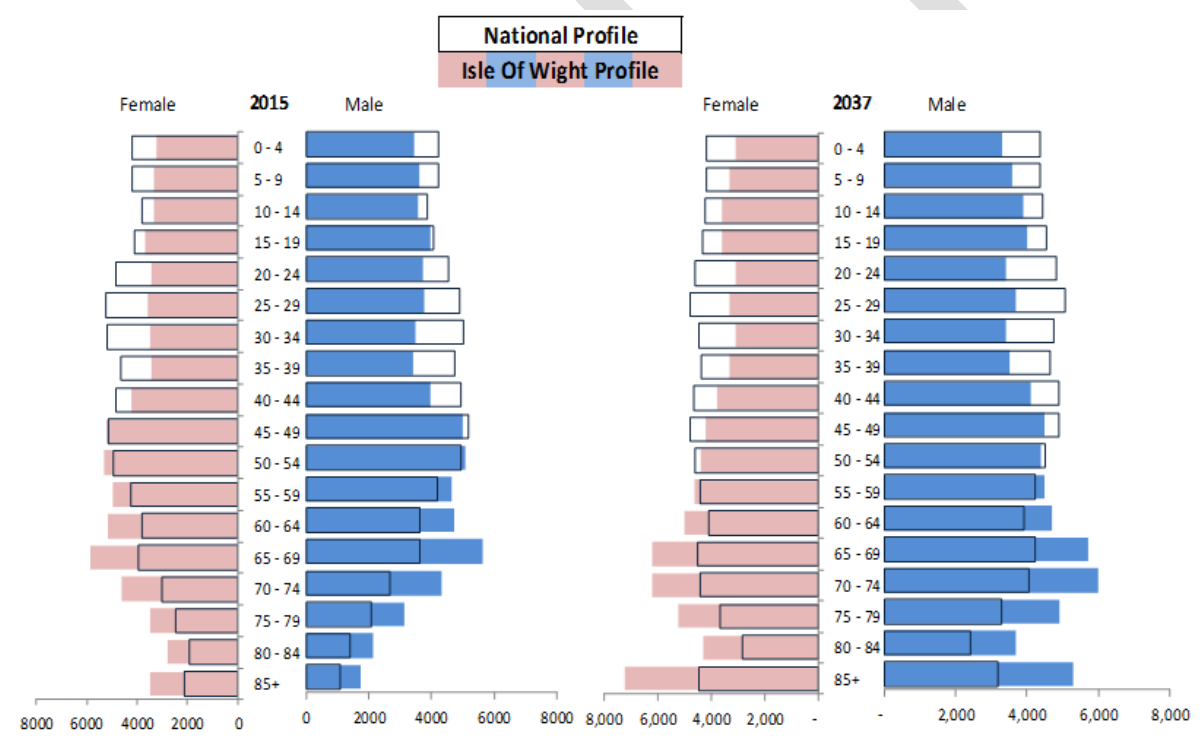 National Profile
Isle Of Wight Profile
Female 2015 Male
Female 2037 Male
0 - 4
5 - 9
10 - 14
15 - 19
20 - 24
25 - 29
30 - 34
35 - 39
40 - 44
45 - 49
50 - 54
55 - 59
60 - 64
65 - 69
70 - 74
75 - 79
80 - 84
85+
8000 6000 4000 2000 0
0 2000 4000 6000 8000
0 - 4
5 - 9
10 - 14
15 - 19
20 - 24
25 - 29
30 - 34
35 - 39
40 - 44
45 - 49
50 - 54
55 - 59
60 - 64
65 - 69
70 - 74
75 - 79
80 - 84
85+
8,000 6,000 4,000 2,000 -
- 2,000 4,000 6,000 8,000